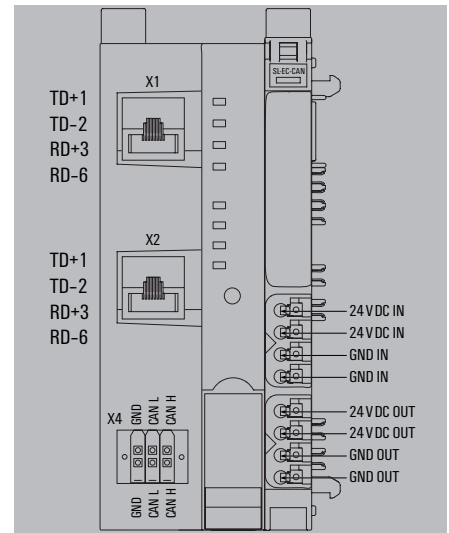 SL-EC-CAN
X1
TD+1
TD-2
RD+3
RD-6
X2
TD+1
TD-2
RD+3
RD-6
24 V DC IN
24 V DC IN
GND IN
GND IN
X4
GND
CAN L
CAN H
24 V DC OUT
24 V DC OUT
GND OUT
GND OUT
GND
CAN L
CAN H